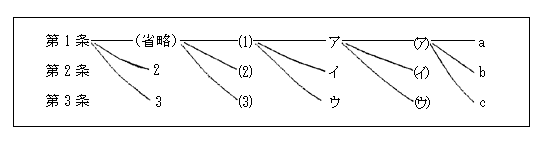 第1条 (省略) (1) ア (ア) a
第2条 2 (2) イ (イ) b
第3条 3 (3) ウ (ウ) c